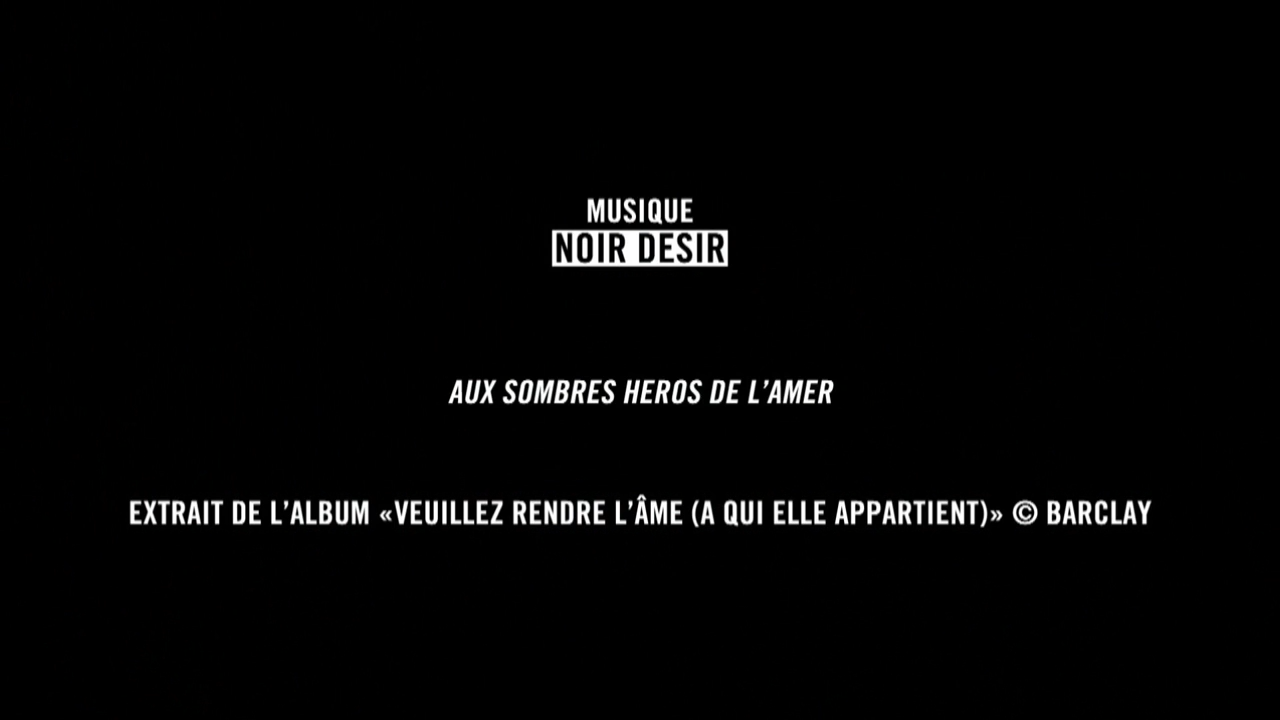 MUSIQUE
NOIR DESIR
AUX SOMBRES HEROS DE L’AMER
EXTRAIT DE L’ALBUM «VEUILLEZ RENDRE L’ÂME (A QUI ELLE APPARTIENT)» © BARCLAY